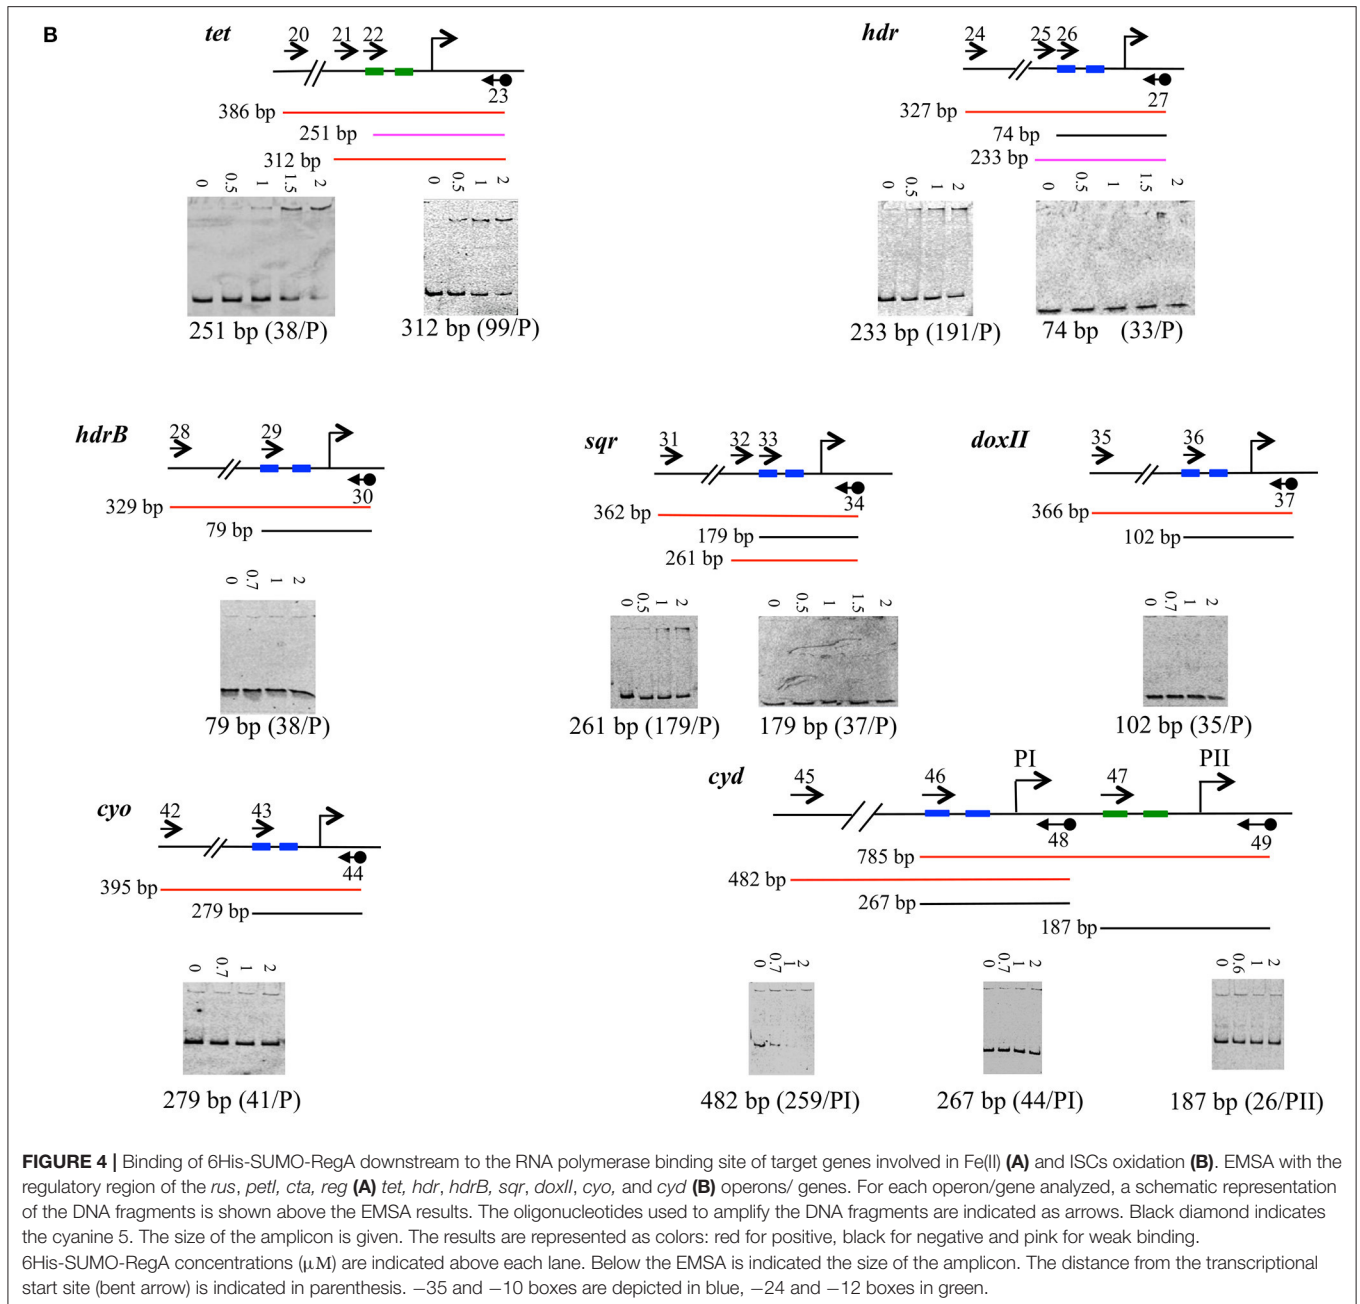 B
tet
20 21 22
23
386 bp
251 bp
312 bp
0 0.5 1 1.5 2
251 bp (38/P)
0 0.5 1 2
312 bp (99/P)
hdr
24 25 26
27
327 bp
74 bp
233 bp
0 0.5 1 2
233 bp (191/P)
0 0.5 1 1.5 2
74 bp (33/P)
hdrB
28 29
30
329 bp
79 bp
0 0.7 1 2
79 bp (38/P)
sqr
31 32 33
34
362 bp
179 bp
261 bp
0 0.5 1 2
261 bp (179/P)
0 0.5 1 1.5 2
179 bp (37/P)
doxII
35 36
37
366 bp
102 bp
0 0.7 1 2
102 bp (35/P)
cyo
42 43
44
395 bp
279 bp
0 0.7 1 2
279 bp (41/P)
cyd
45 46 PI 47 PII
48 49
785 bp
482 bp
267 bp
187 bp
0 0.7 1 2
482 bp (259/PI)
0 0.7 1 2
267 bp (44/PI)
0 0.6 1 2
187 bp (26/PII)
FIGURE 4 | Binding of 6His-SUMO-RegA downstream to the RNA polymerase binding site of target genes involved in Fe(II) (A) and ISCs oxidation (B). EMSA with the
regulatory region of the rus, petI, cta, reg (A) tet, hdr, hdrB, sqr, doxII, cyo, and cyd (B) operons/ genes. For each operon/gene analyzed, a schematic representation
of the DNA fragments is shown above the EMSA results. The oligonucleotides used to amplify the DNA fragments are indicated as arrows. Black diamond indicates
the cyanine 5. The size of the amplicon is given. The results are represented as colors: red for positive, black for negative and pink for weak binding.
6His-SUMO-RegA concentrations (μM) are indicated above each lane. Below the EMSA is indicated the size of the amplicon. The distance from the transcriptional
start site (bent arrow) is indicated in parenthesis. −35 and −10 boxes are depicted in blue, −24 and −12 boxes in green.